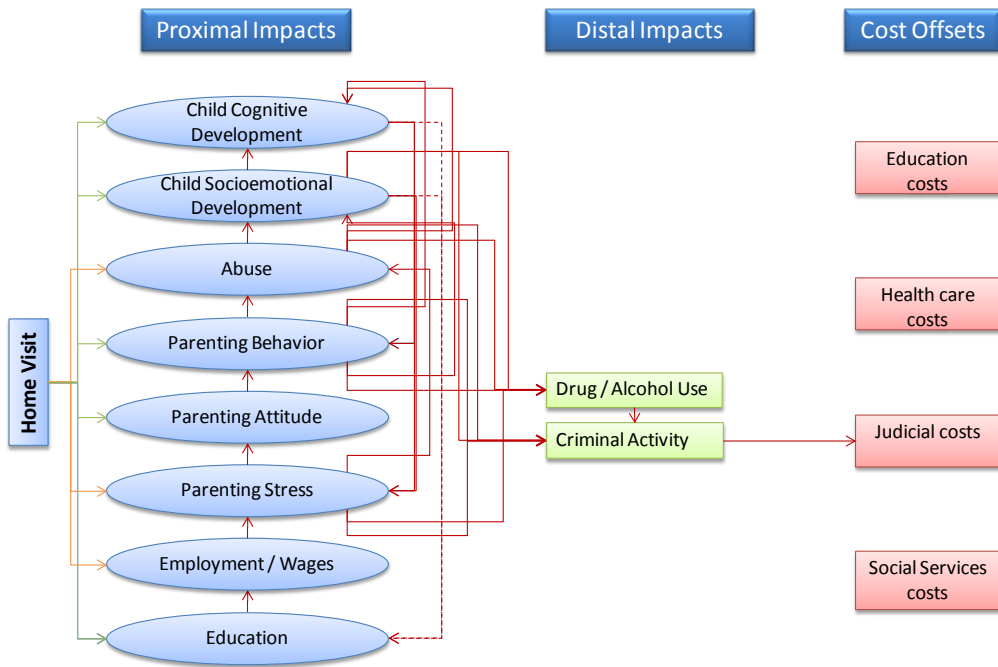 Proximal Impacts
Distal Impacts
Cost Offsets
Child Cognitive
Development
Child Socioemotional
Development
Abuse
Parenting Behavior
Parenting Attitude
Parenting Stress
Employment / Wages
Education
Home Visit
Drug / Alcohol Use
Criminal Activity
Education
costs
Health care
costs
Judicial costs
Social Services
costs